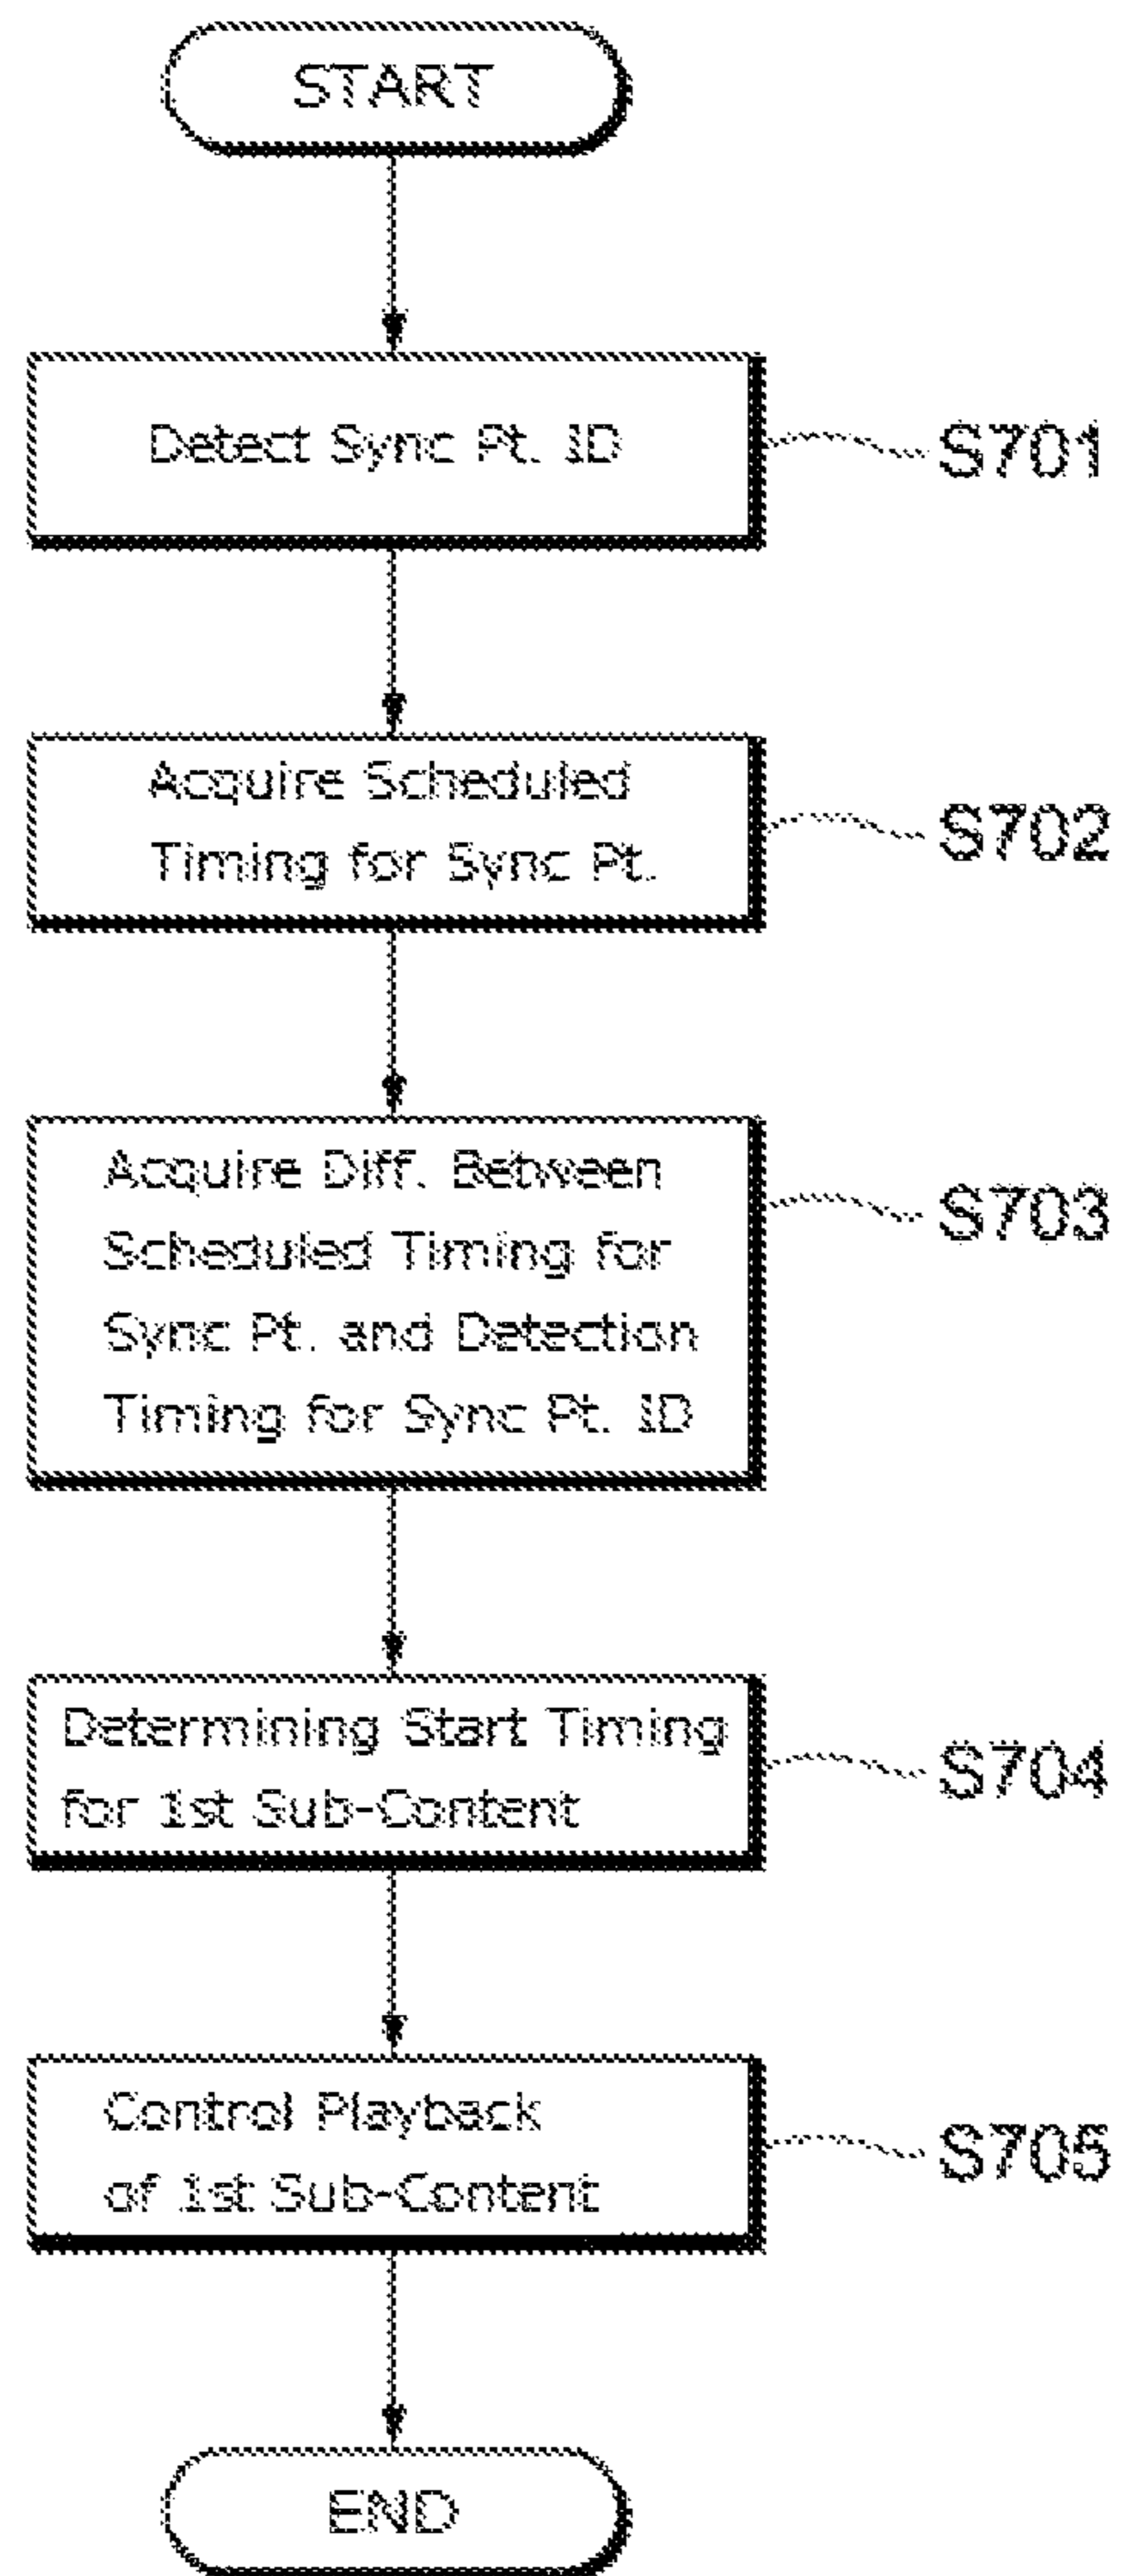 START
Detect Sync Pt. ID
S701
Acquire Scheduled
Timing for Sync Pt.
S702
Acquire Diff. Between
Scheduled Timing for
Sync Pt. and Detection
Timing for Sync Pt. ID
S703
Determining Start Timing
for 1st Sub-Content
S704
Control Playback
of 1st Sub-Content
S705
END